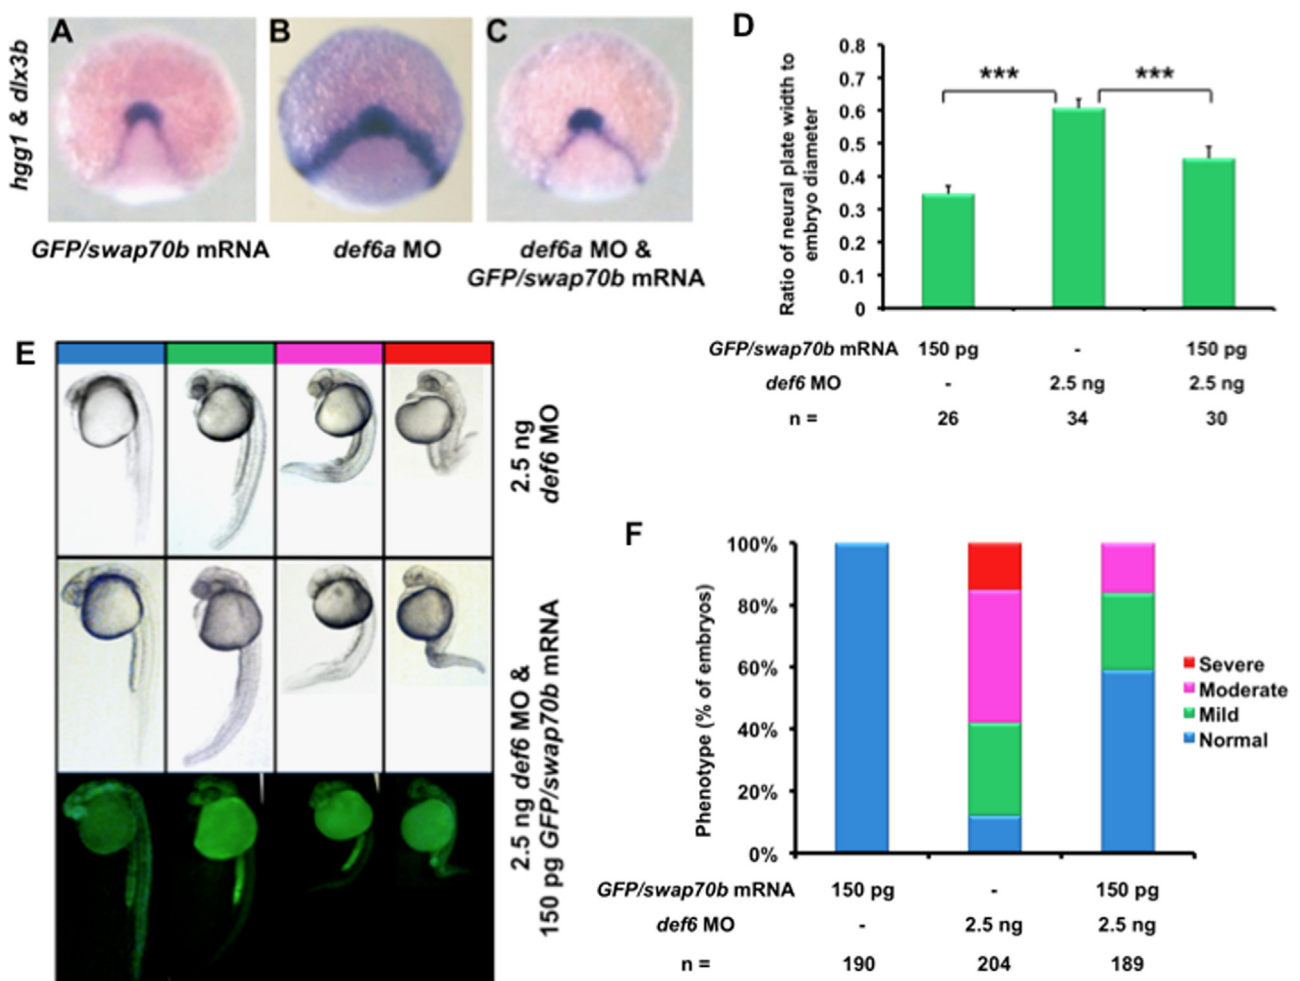 A
B
C
hgg1 & dlx3b
GFP/swap70b mRNA
def6a MO
def6a MO &
GFP/swap70b mRNA
D
Ratio of neural plate width to
embryo diameter
0.8
0.7
0.6
0.5
0.4
0.3
0.2
0.1
0
***
***
GFP/swap70b mRNA 150 pg - 150 pg
def6 MO - 2.5 ng 2.5 ng
n = 26 34 30
E
2.5 ng
def6 MO
2.5 ng def6 MO &
150 pg GFP/swap70b mRNA
F
Phenotype (% of embryos)
100%
80%
60%
40%
20%
0%
Severe
Moderate
Mild
Normal
GFP/swap70b mRNA 150 pg - 150 pg
def6 MO - 2.5 ng 2.5 ng
n = 190 204 189